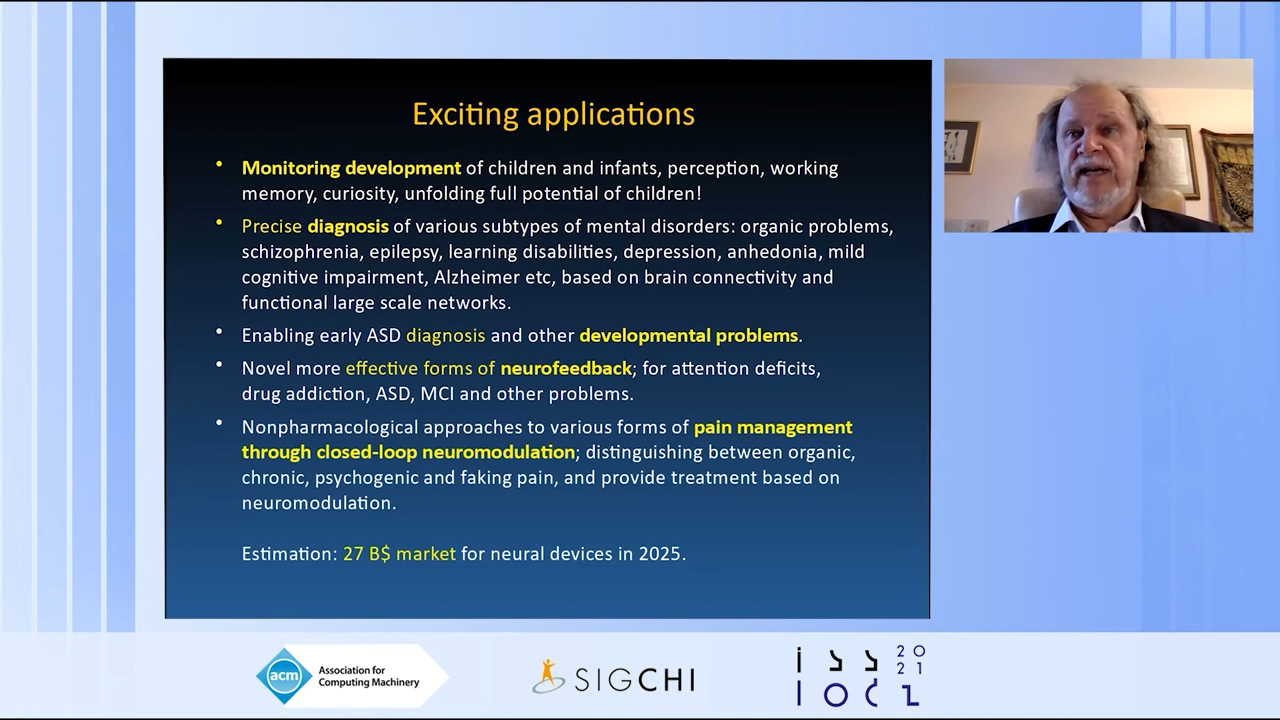 Exciting applications
• Monitoring development of children and infants, perception, working
memory, curiosity, unfolding full potential of children!
• Precise diagnosis of various subtypes of mental disorders: organic problems,
schizophrenia, epilepsy, learning disabilities, depression, anhedonia, mild
cognitive impairment, Alzheimer etc, based on brain connectivity and
functional large scale networks.
• Enabling early ASD diagnosis and other developmental problems.
• Novel more effective forms of neurofeedback; for attention deficits,
drug addiction, ASD, MCI and other problems.
• Nonpharmacological approaches to various forms of pain management
through closed-loop neuromodulation; distinguishing between organic,
chronic, psychogenic and faking pain, and provide treatment based on
neuromodulation.
Estimation: 27 B$ market for neural devices in 2025.
acm
Association for
Computing Machinery
SIGCHI
iss
20
21